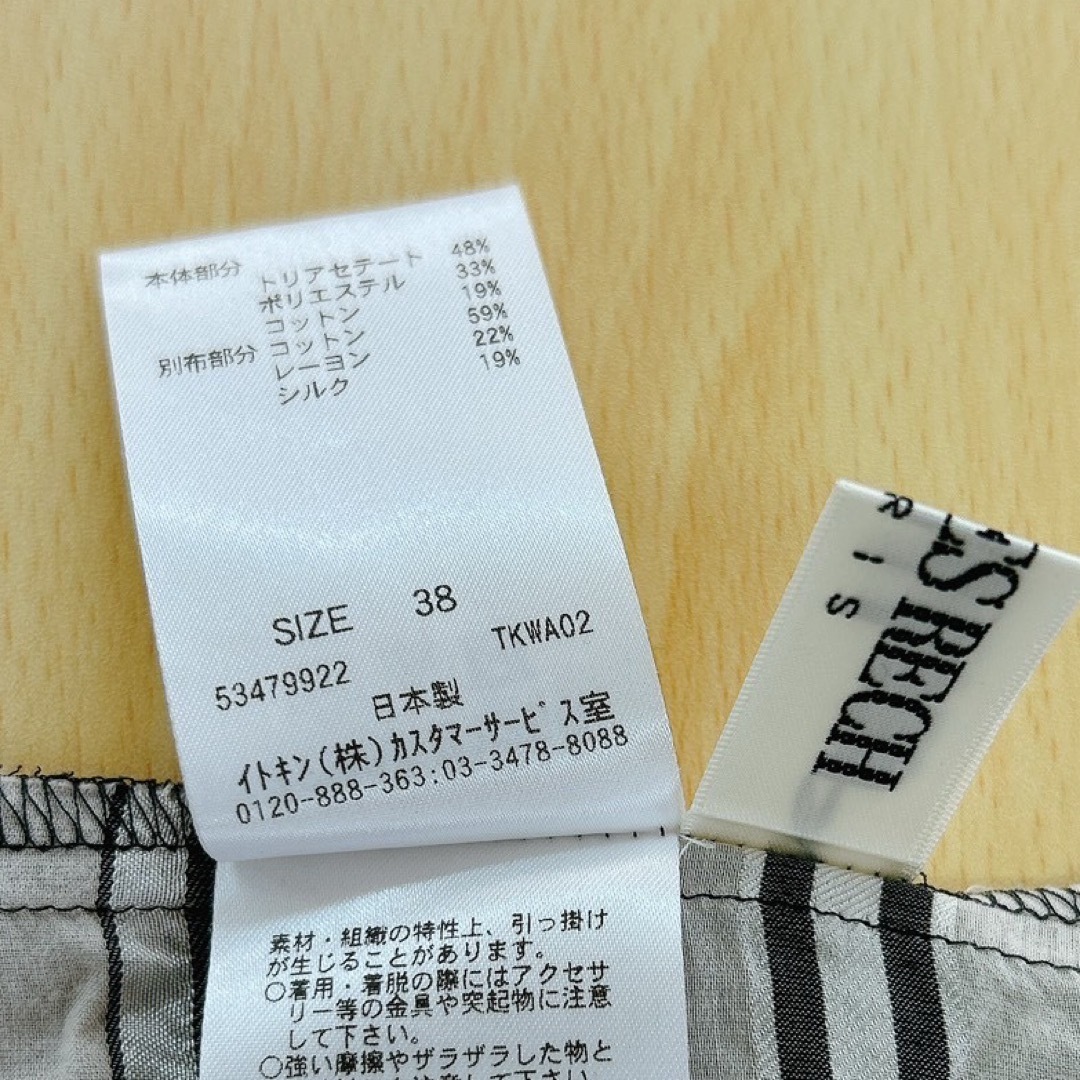 本体部分 トリアセテート 48%
ポリエステル 33%
コットン 19%
別布部分 コットン 59%
レーヨン 22%
シルク 19%
SIZE 38
53479922 TKWA02
日本製
イトキン(株)カスタマーサービス室
0120-888-363:03-3478-8088
素材・組織の特性上、引っ掛け
が生じることがあります。
○着用・着脱の際にはアクセサ
リー等の金具や突起物に注意
して下さい。
○強い摩擦やザラザラした物と
ES RECH
R i s